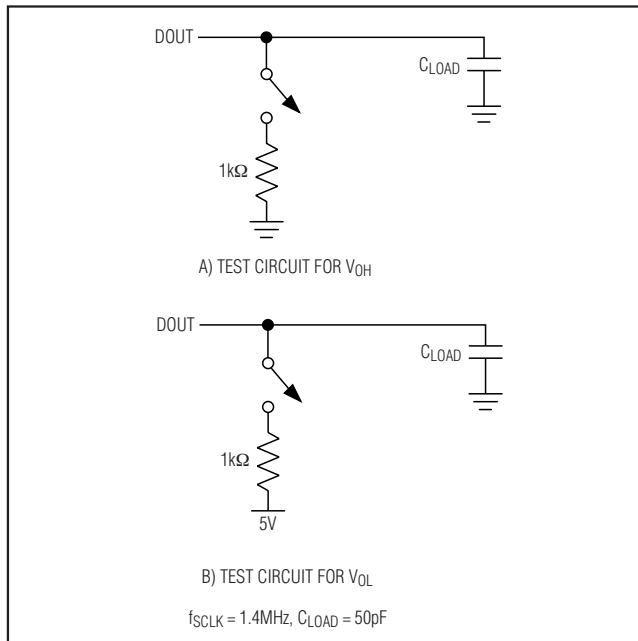 DOUT
CLOAD
1kΩ
A) TEST CIRCUIT FOR VOH
DOUT
CLOAD
1kΩ
5V
B) TEST CIRCUIT FOR VOL
fSCLK = 1.4MHz, CLOAD = 50pF